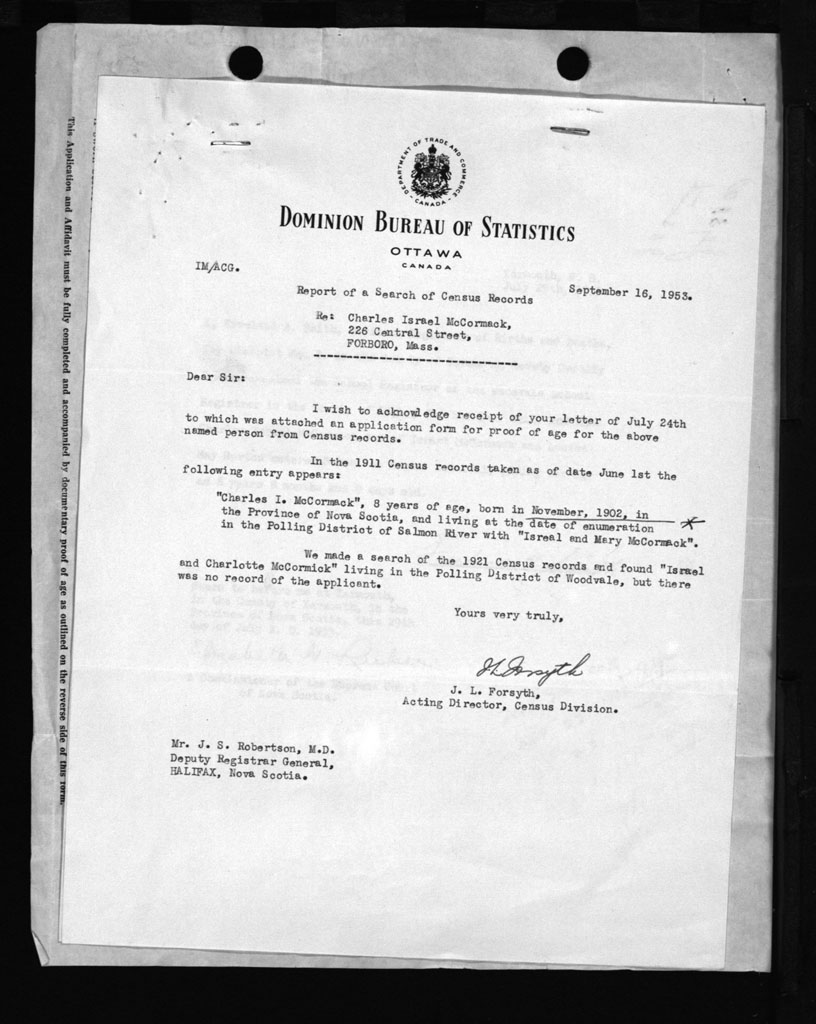 DEPARTMENT OF TRADE AND COMMERCE
CANADA
DOMINION BUREAU OF STATISTICS
OTTAWA
CANADA
IM/ACG.
September 16, 1953.
Report of a Search of Census Records
Re: Charles Israel McCormack,
226 Central Street,
FORBORO, Mass.
Dear Sir:
I wish to acknowledge receipt of your letter of July 24th
to which was attached an application form for proof of age for the above
named person from Census records.
In the 1911 Census records taken as of date June 1st the
following entry appears:
"Charles I. McCormack", 8 years of age, born in November, 1902, in
the Province of Nova Scotia, and living at the date of enumeration
in the Polling District of Salmon River with "Isreal and Mary McCormack".
We made a search of the 1921 Census records and found "Israel
and Charlotte McCormick" living in the Polling District of Woodvale, but there
was no record of the applicant.
Yours very truly,
JL Forsyth
J. L. Forsyth,
Acting Director, Census Division.
Mr. J. S. Robertson, M.D.
Deputy Registrar General,
HALIFAX, Nova Scotia.
This Application and Affidavit must be fully completed and accompanied by documentary proof of age as outlined on the reverse side of this form.